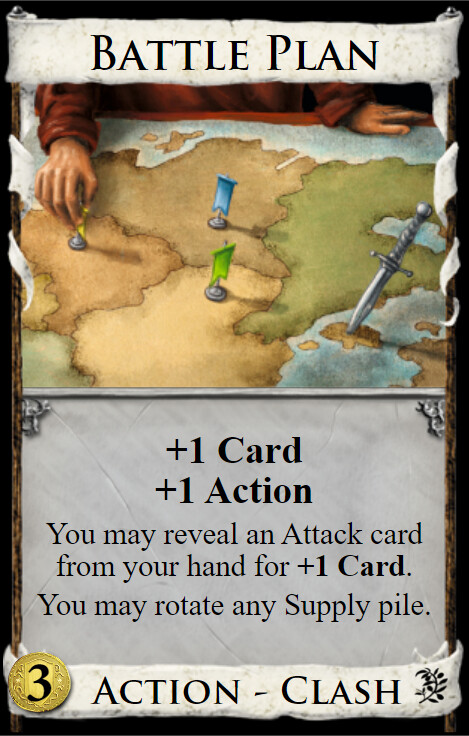 Battle Plan
+1 Card
+1 Action
You may reveal an Attack card
from your hand for +1 Card.
You may rotate any Supply pile.
3
Action - Clash